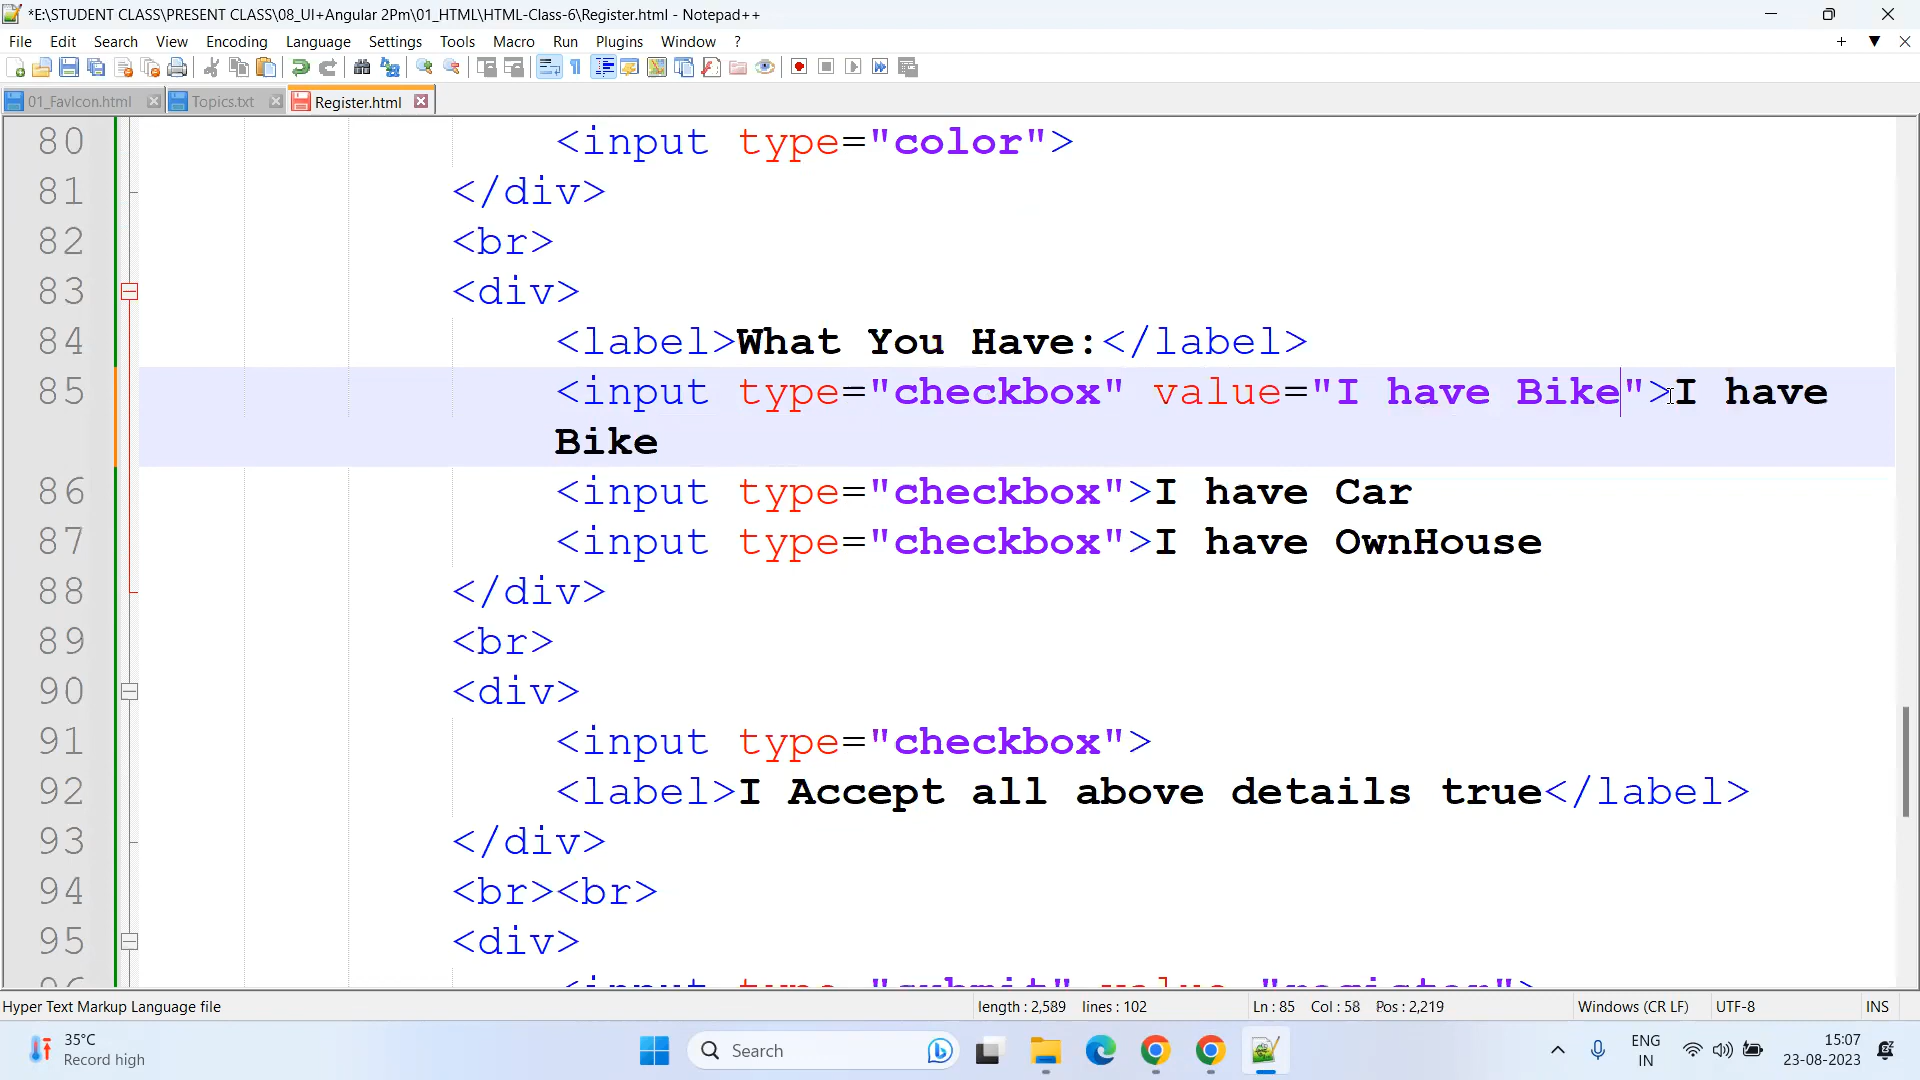 *E:\STUDENT CLASS\PRESENT CLASS\08_UI+Angular 2Pm\01_HTML\HTML-Class-6\Register.html - Notepad++
File Edit Search View Encoding Language Settings Tools Macro Run Plugins Window ?
01_FavIcon.html Topics.txt Register.html
80 <input type="color">
81 </div>
82 <br>
83 <div>
84 <label>What You Have:</label>
85 <input type="checkbox" value="I have Bike">I have
Bike
86 <input type="checkbox">I have Car
87 <input type="checkbox">I have OwnHouse
88 </div>
89 <br>
90 <div>
91 <input type="checkbox">
92 <label>I Accept all above details true</label>
93 </div>
94 <br><br>
95 <div>
96 <input type="submit" value="register">
Hyper Text Markup Language file length : 2,589 lines : 102 Ln : 85 Col : 58 Pos : 2,219 Windows (CR LF) UTF-8 INS
35°C
Record high
Search
ENG
IN
15:07
23-08-2023